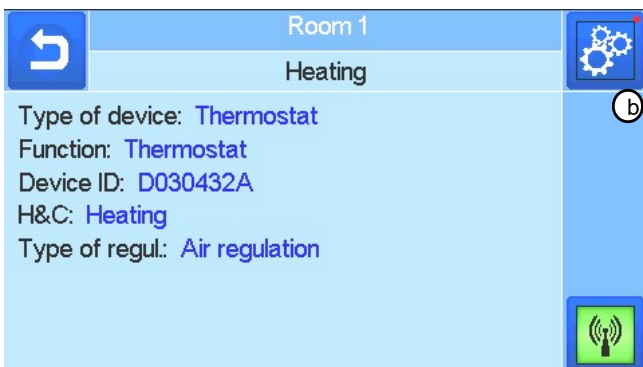 Room 1
Heating
b
Type of device: Thermostat
Function: Thermostat
Device ID: D030432A
H&C: Heating
Type of regul.: Air regulation